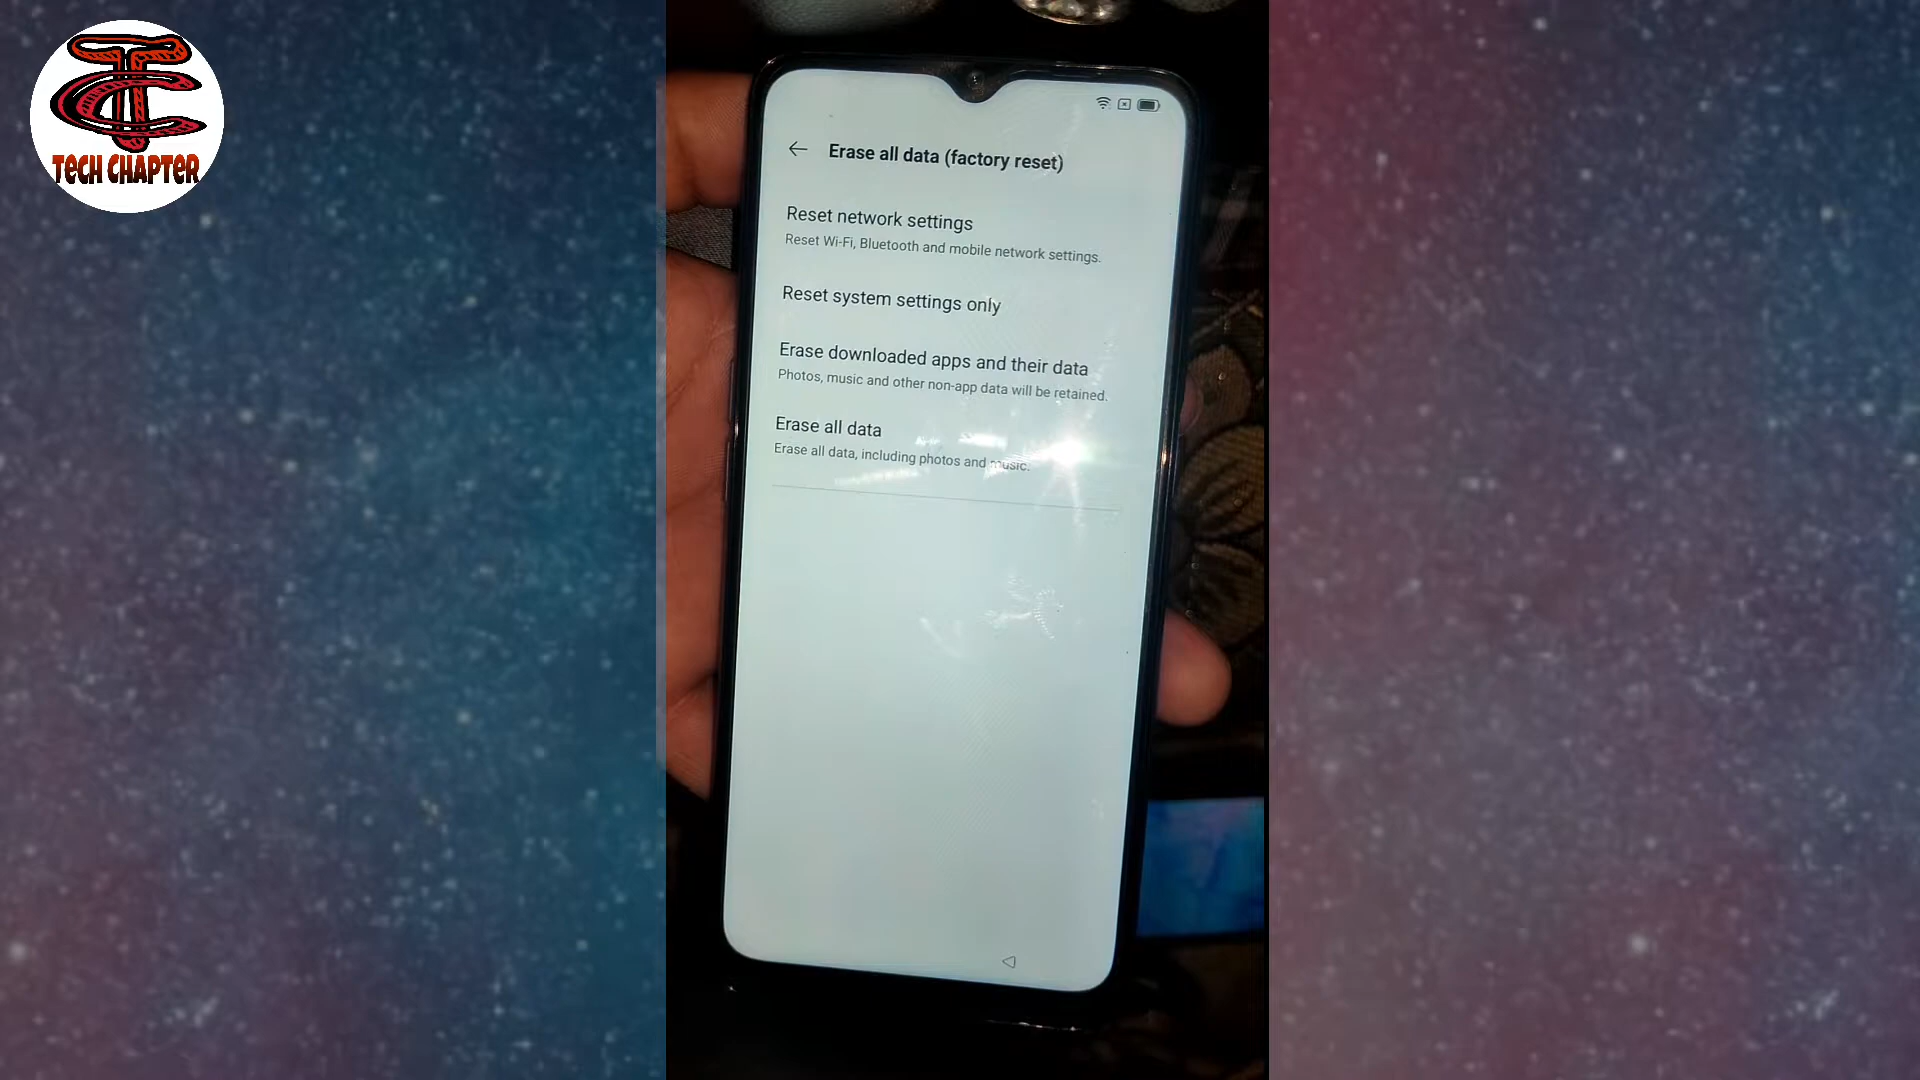 TECH CHAPTER
Erase all data (factory reset)
Reset network settings
Reset Wi-Fi, Bluetooth and mobile network settings.
Reset system settings only
Erase downloaded apps and their data
Photos, music and other non-app data will be retained.
Erase all data
Erase all data, including photos and music.